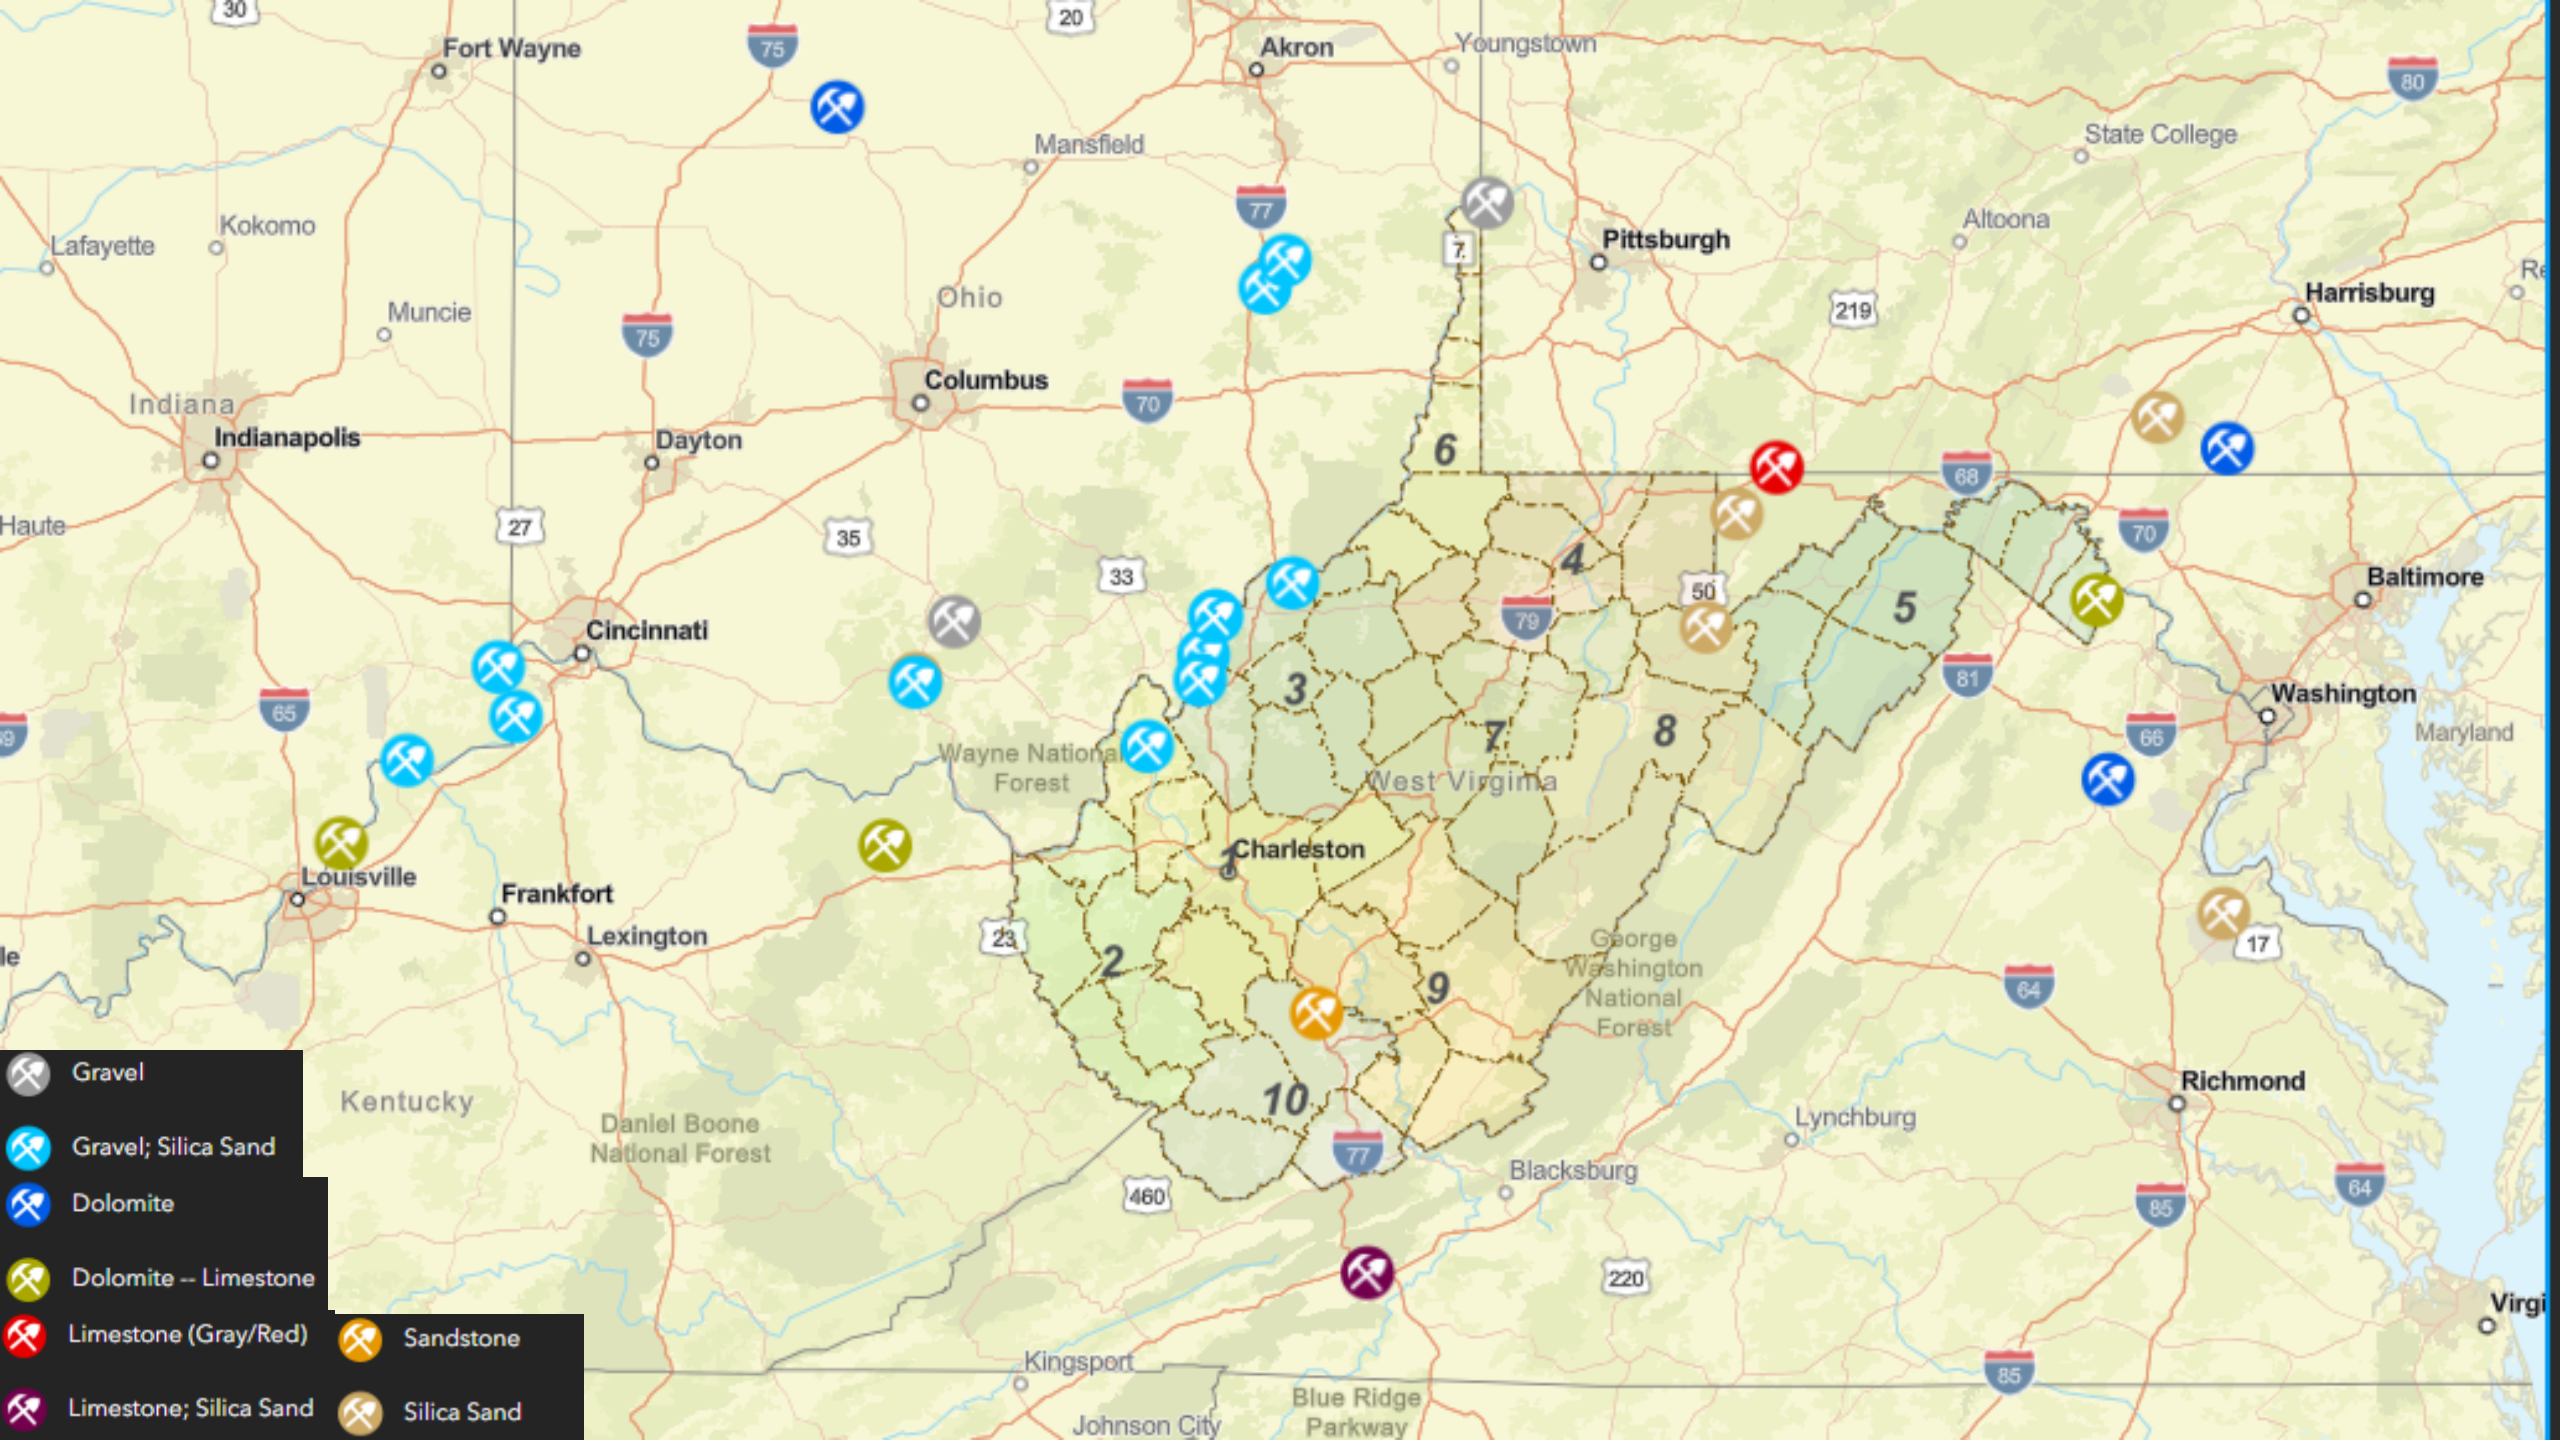 30
Fort Wayne
75
20
Akron
Youngstown
80
State College
Mansfield
77
Kokomo
Lafayette
7
Pittsburgh
Altoona
Muncie
Ohio
219
Harrisburg
75
Columbus
70
Indiana
Indianapolis
Dayton
6
68
Haute
27
35
33
4
50
70
Baltimore
79
5
Cincinnati
65
3
7
8
81
66
Washington
Maryland
Wayne National
Forest
West Virginia
Charleston
1
Louisville
Frankfort
Lexington
23
2
9
George
Washington
National
Forest
17
64
le
Kentucky
Daniel Boone
National Forest
10
77
Richmond
Lynchburg
460
Blacksburg
85
64
220
Virgi
Kingsport
85
Johnson City
Blue Ridge
Parkway
Gravel
Gravel; Silica Sand
Dolomite
Dolomite -- Limestone
Limestone (Gray/Red)
Sandstone
Limestone; Silica Sand
Silica Sand